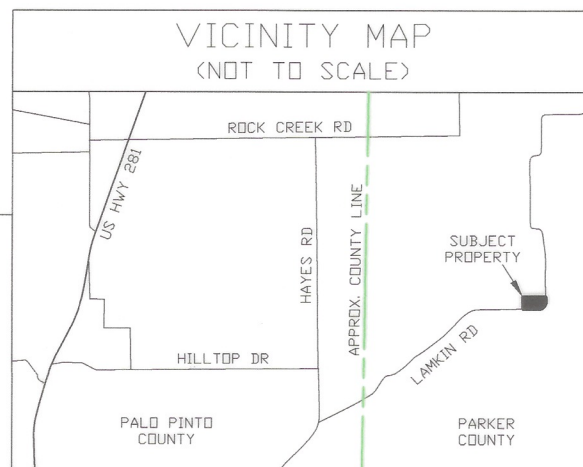 VICINITY MAP
(NOT TO SCALE)
ROCK CREEK RD
US HWY 281
HAYES RD
APPROX. COUNTY LINE
SUBJECT
PROPERTY
LAMKIN RD
HILLTOP DR
PALO PINTO
COUNTY
PARKER
COUNTY